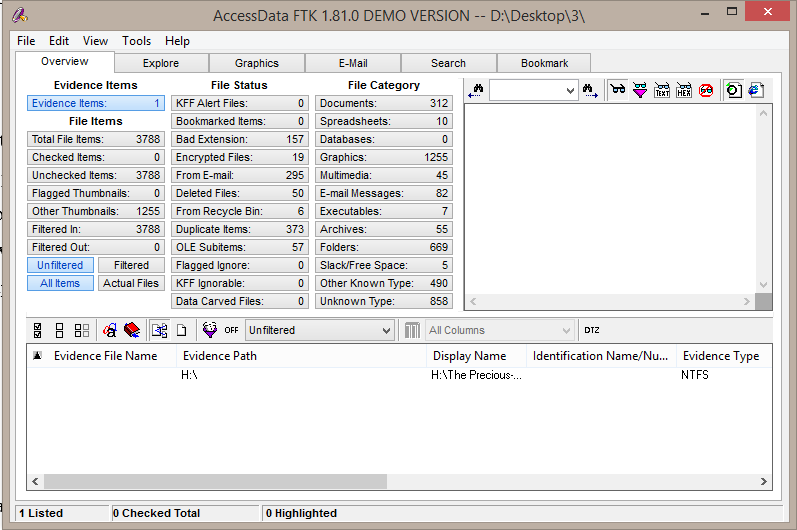 AccessData FTK 1.81.0 DEMO VERSION -- D:\Desktop\3\
File Edit View Tools Help
Overview Explore Graphics E-Mail Search Bookmark
Evidence Items File Status File Category
Evidence Items: 1 KFF Alert Files: 0 Documents: 312
File Items Bookmarked Items: 0 Spreadsheets: 10
Total File Items: 3788 Bad Extension: 157 Databases: 0
Checked Items: 0 Encrypted Files: 19 Graphics: 1255
Unchecked Items: 3788 From E-mail: 295 Multimedia: 45
Flagged Thumbnails: 0 Deleted Files: 50 E-mail Messages: 82
Other Thumbnails: 1255 From Recycle Bin: 6 Executables: 7
Filtered In: 3788 Duplicate Items: 373 Archives: 55
Filtered Out: 0 OLE Subitems: 57 Folders: 669
Unfiltered Filtered Flagged Ignore: 0 Slack/Free Space: 5
All Items Actual Files KFF Ignorable: 0 Other Known Type: 490
Data Carved Files: 0 Unknown Type: 858
TEXT HEX
OFF Unfiltered All Columns DTZ
Evidence File Name Evidence Path Display Name Identification Name/Nu... Evidence Type
H:\ H:\The Precious-... NTFS
1 Listed 0 Checked Total 0 Highlighted